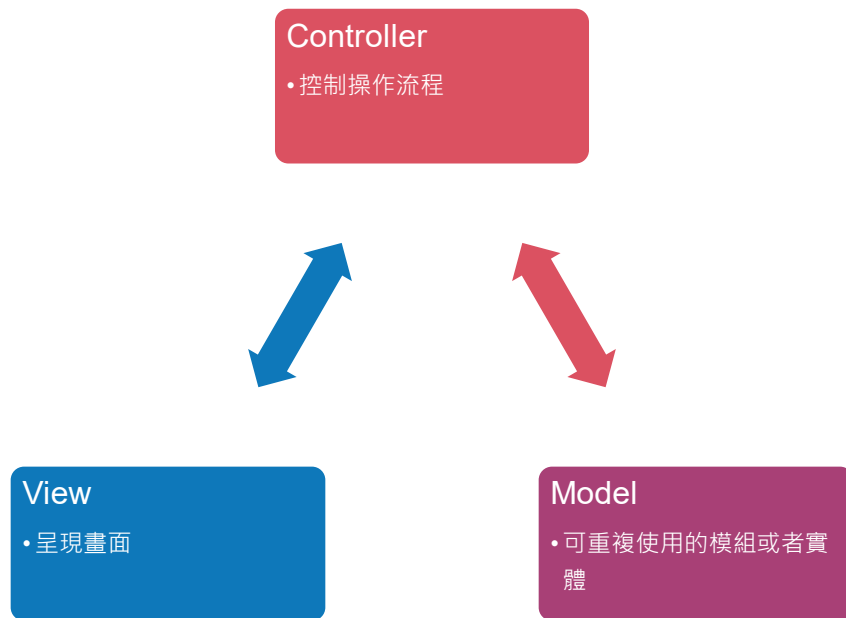 Controller
•控制操作流程
View
•呈現畫面
Model
•可重複使用的模組或者實
體